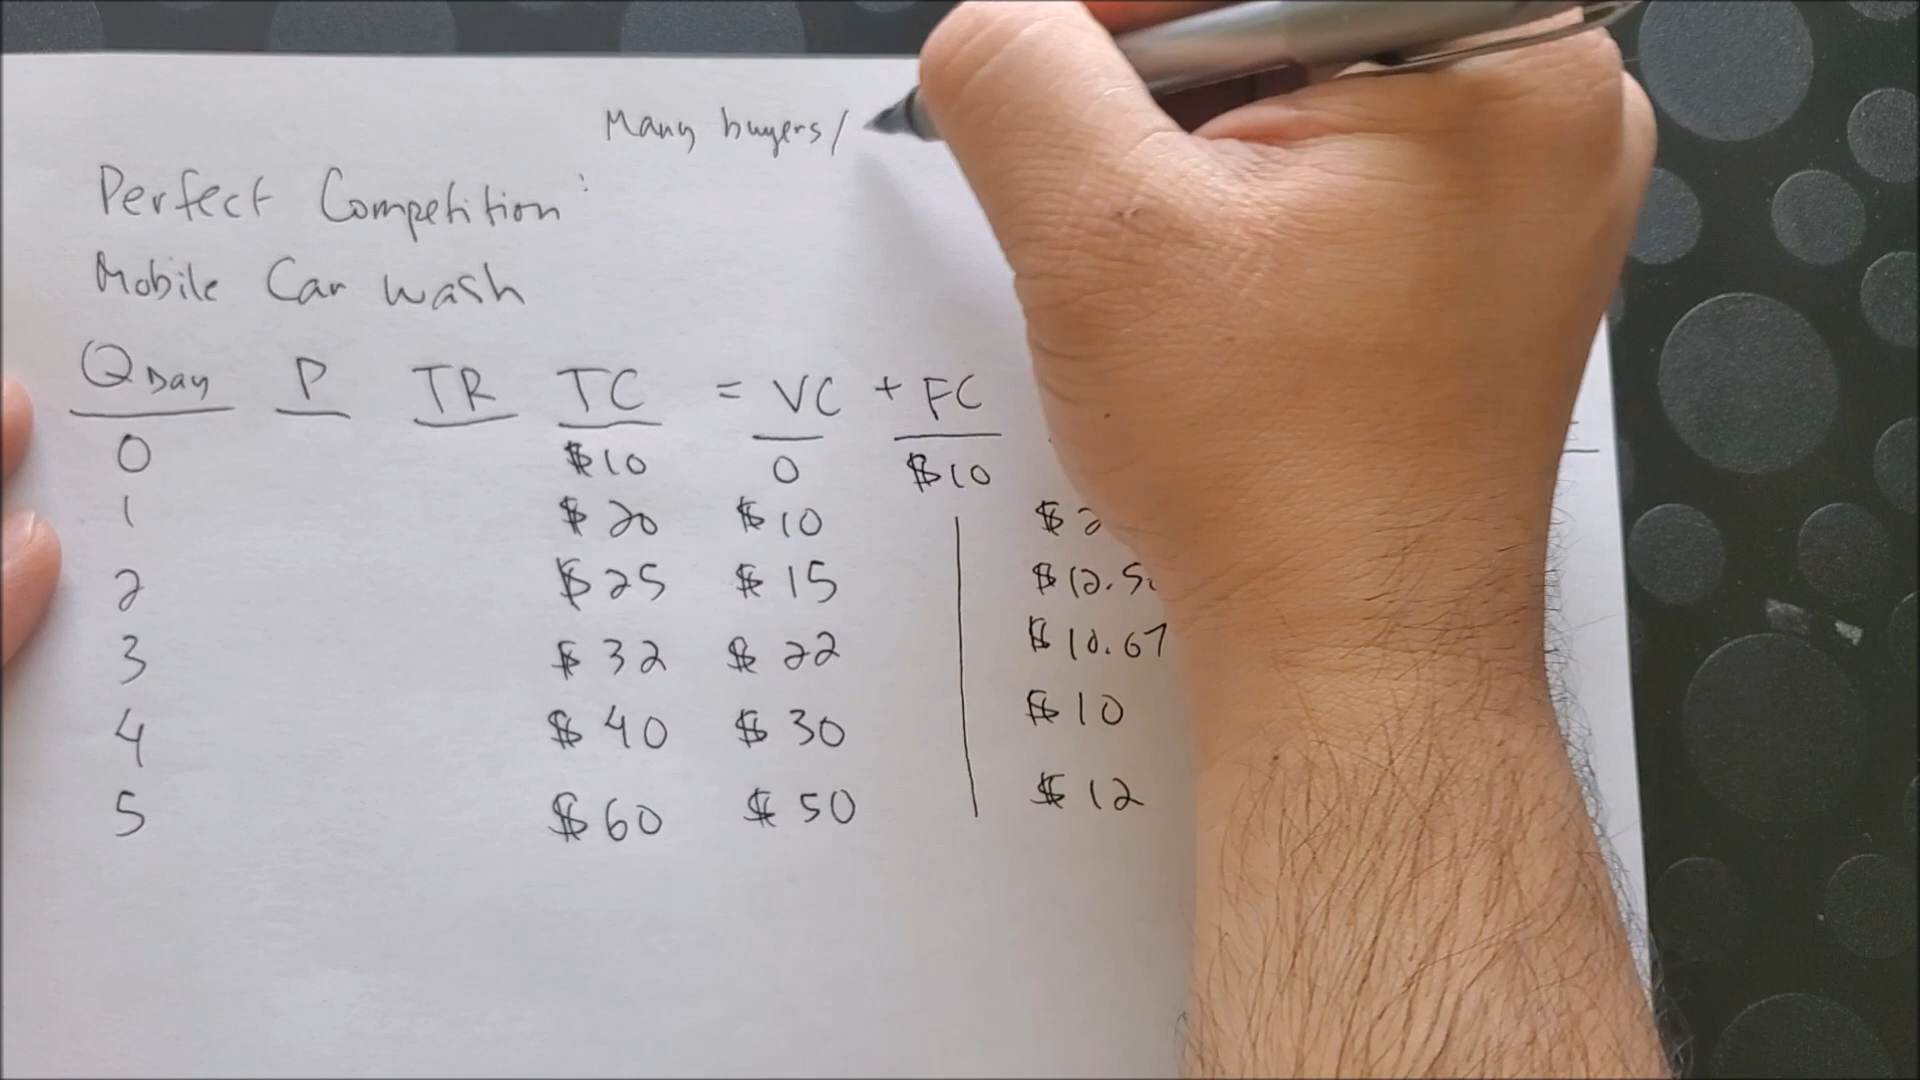 Many buyers/
Perfect Competition:
Mobile Car wash
Q Day P TR TC = VC + FC
0 $10 0 $10
1 $20 $10
2 $25 $15 $12.5
3 $32 $22 $10.67
4 $40 $30 $10
5 $60 $50 $12